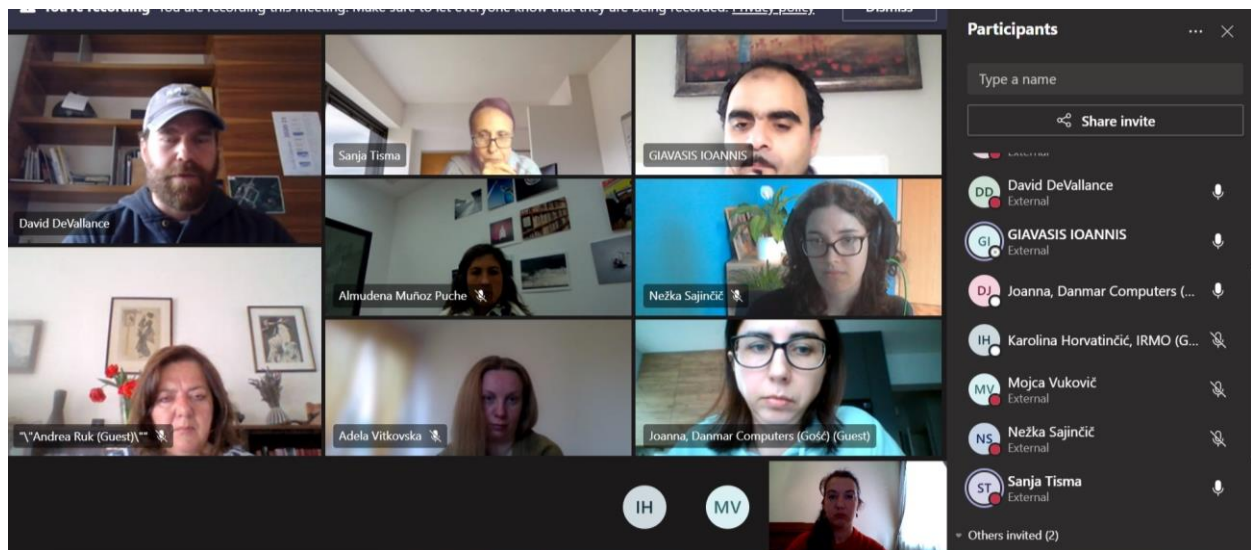 You're recording You are recording this meeting. Make sure to let everyone know that they are being recorded. Privacy policy
Dismiss
David DeVallance
Sanja Tisma
GIAVASIS IOANNIS
Almudena Muñoz Puche
Nežka Sajinčič
"\"Andrea Ruk (Guest)\""
Adela Vitkovska
Joanna, Danmar Computers (Gość) (Guest)
IH
MV
Participants
Type a name
Share invite
External
DD
David DeVallance
External
GI
GIAVASIS IOANNIS
External
DJ
Joanna, Danmar Computers (...
IH
Karolina Horvatinčić, IRMO (G...
MV
Mojca Vukovič
External
NS
Nežka Sajinčič
External
ST
Sanja Tisma
External
Others invited (2)